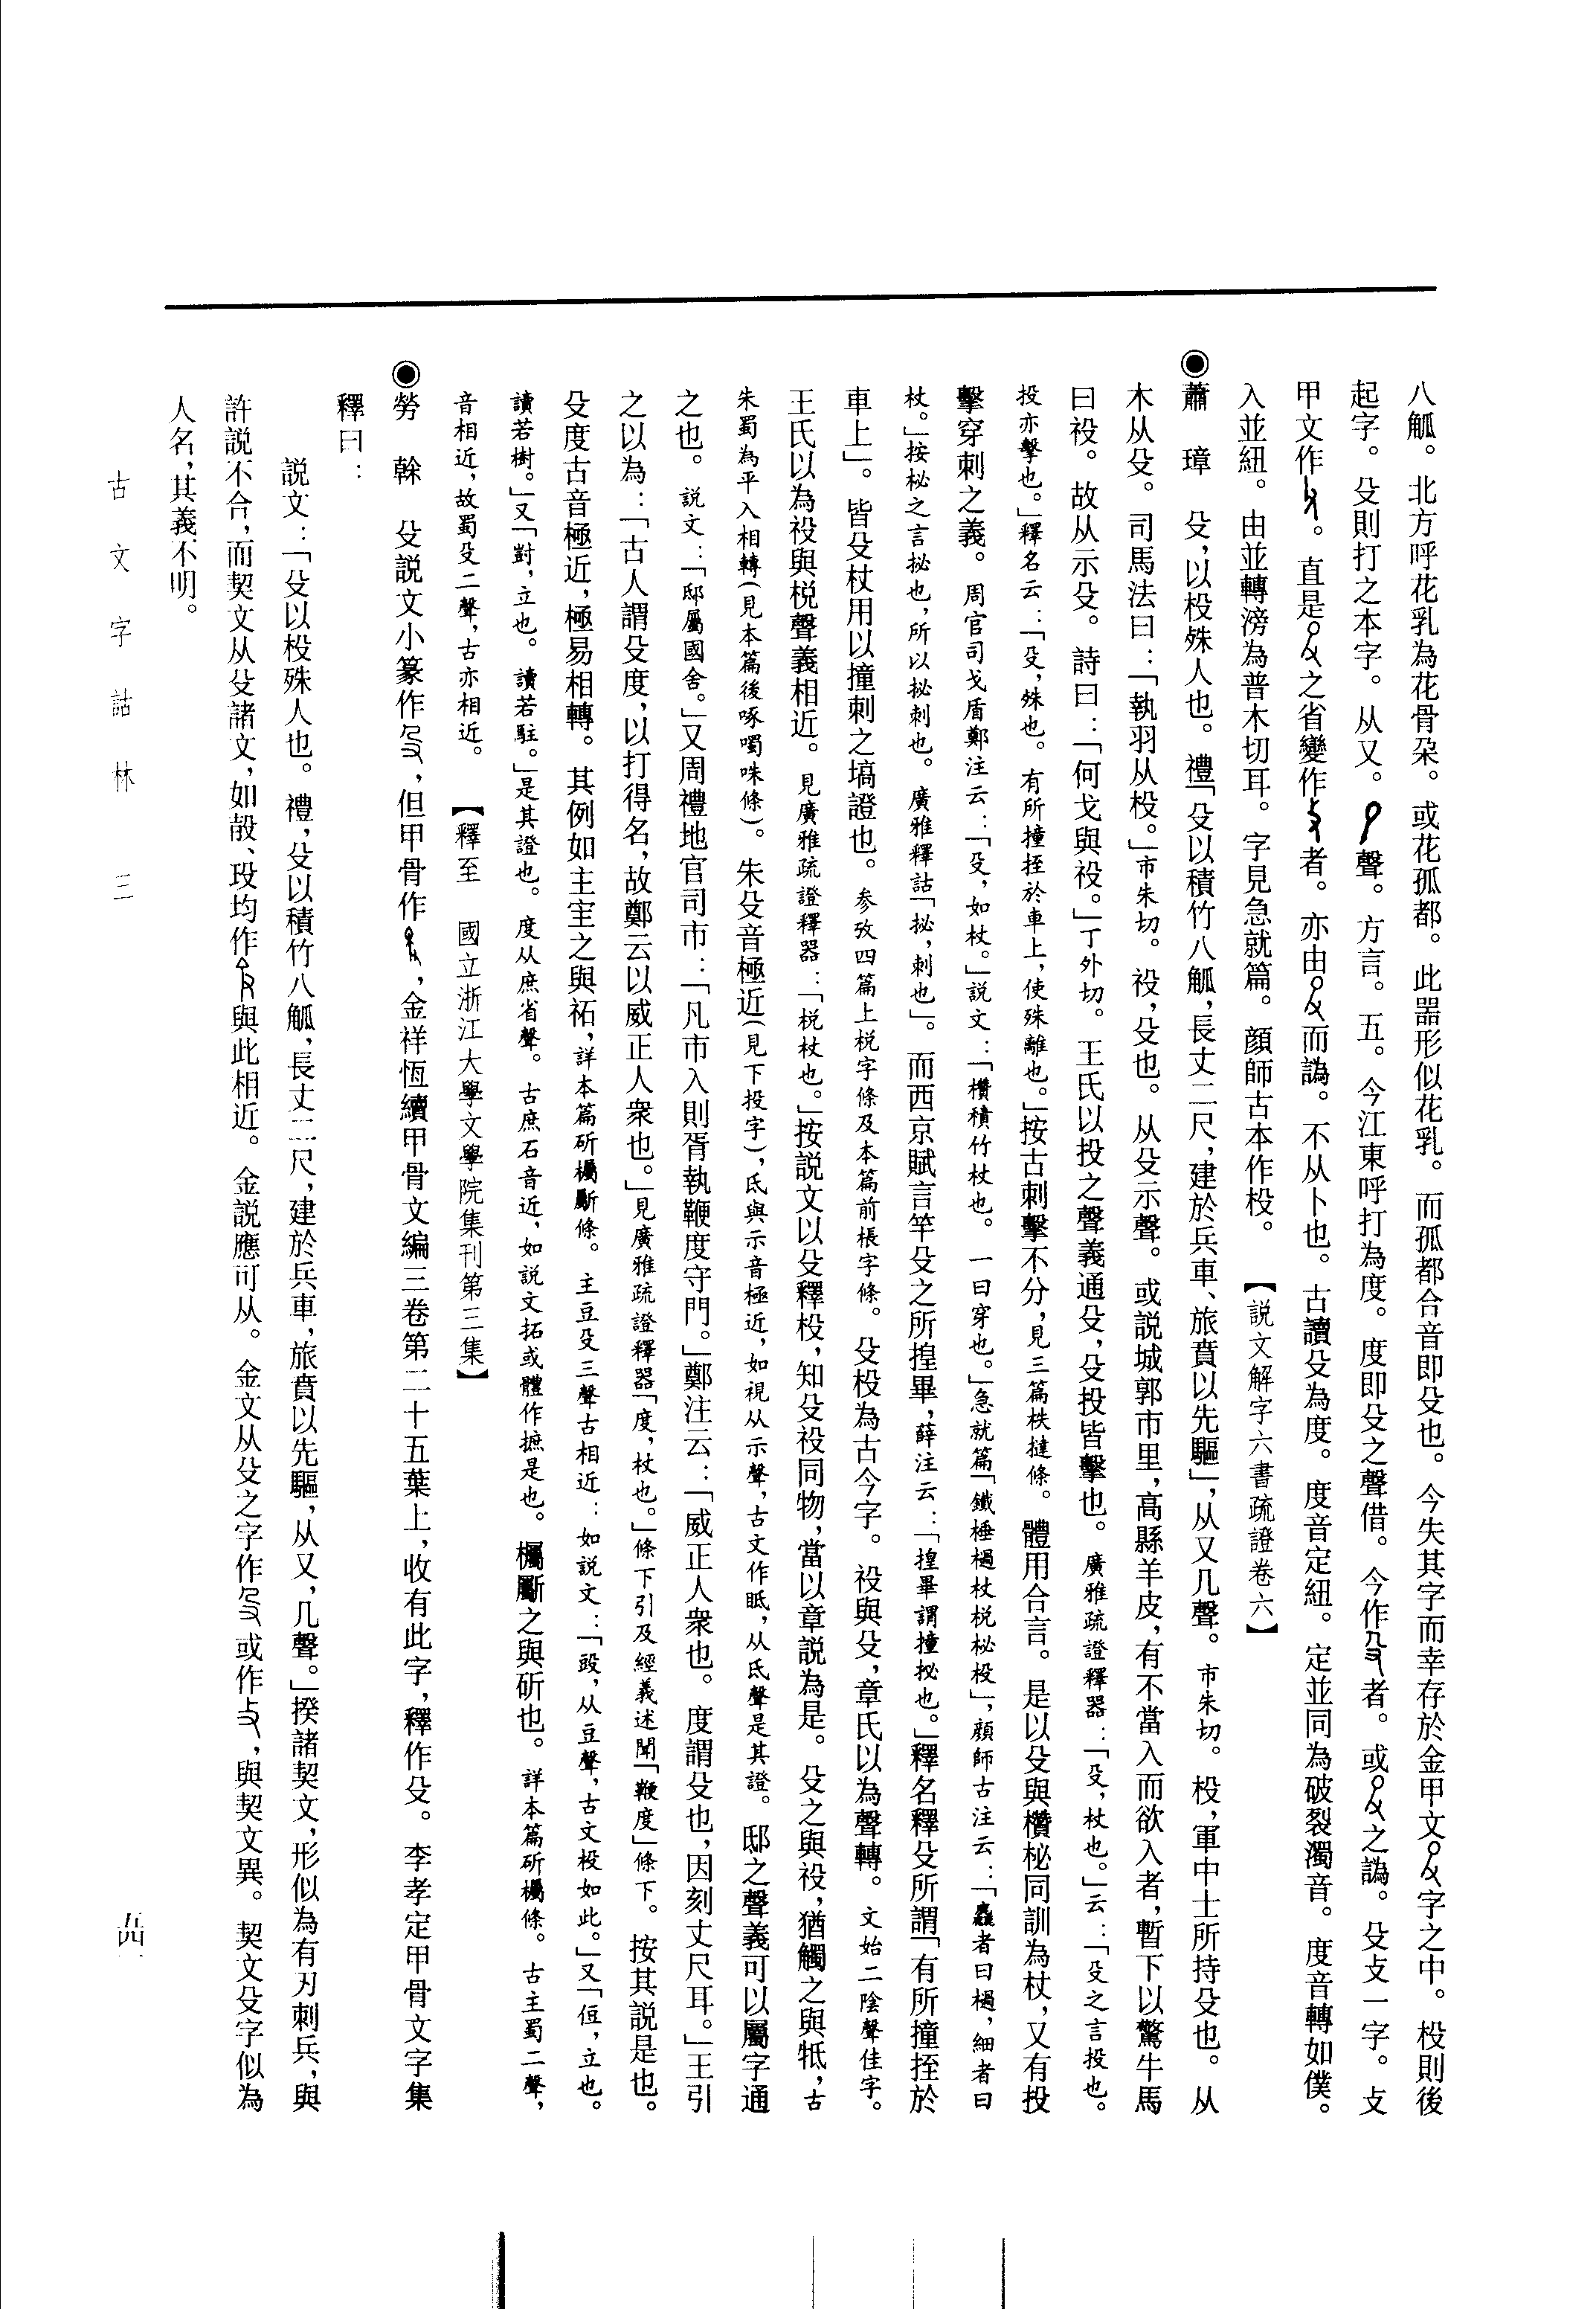 八觚。北方呼花乳為花骨朵。或花孤都。此器形似花乳。而孤都合音即殳也。今失其字而幸存於金甲文字之中。杸則後
起字。殳則打之本字。从又。聲。方言。五。今江東呼打為度。度即殳之聲借。今作者。或之譌。殳攴一字。攴
甲文作。直是之省變作者。亦由而譌。不从卜也。古讀殳為度。度音定紐。定並同為破裂濁音。度音轉如僕。
入並紐。由並轉滂為普木切耳。字見急就篇。顏師古本作杸。　【說文解字六書疏證卷六】
◉蕭　璋　殳，以杸殊人也。禮「殳以積竹八觚，長丈二尺，建於兵車、旅賁以先驅」，从又几聲。市朱切。杸，軍中士所持殳也。从
木从殳。司馬法曰：「執羽从杸。」市朱切。祋，殳也。从殳示聲。或說城郭市里，高縣羊皮，有不當入而欲入者，暫下以驚牛馬
曰祋。故从示殳。詩曰：「何戈與祋。」丁外切。王氏以投之聲義通殳，殳投皆擊也。廣雅疏證釋器：「殳，杖也。」云：「殳之言投也。
投亦擊也。」釋名云：「殳，殊也。有所撞挃於車上，使殊離也。」按古刺擊不分，見三篇柣撻條。體用合言。是以殳與欑柲同訓為杖，又有投
擊穿刺之義。周官司戈盾鄭注云：「殳，如杖。」說文：「欑積竹杖也。一曰穿也。」急就篇「鐵棰檛杖梲柲杸」，顏師古注云：「麤者曰檛，細者曰
杖。」按柲之言㧙也，所以㧙刺也。廣雅釋詁「㧙，刺也」。而西京賦言竿殳之所揘畢，薛注云：「揘畢謂撞㧙也。」釋名釋殳所謂「有所撞挃於
車上」。皆殳杖用以撞刺之塙證也。參攷四篇上梲字條及本篇前棖字條。殳杸為古今字。祋與殳，章氏以為聲轉。文始二陰聲佳字。
王氏以為祋與梲聲義相近。見廣雅疏證釋器：「梲杖也。」按說文以殳釋杸，知殳祋同物，當以章說為是。殳之與祋，猶觸之與牴，古
朱蜀為平入相轉（見本篇後啄噣咮條）。朱殳音極近（見下投字），氐與示音極近，如視从示聲，古文作眡，从氐聲是其證。邸之聲義可以屬字通
之也。說文：「邸屬國舍。」又周禮地官司市：「凡市入則胥執鞭度守門。」鄭注云：「威正人衆也。度謂殳也，因刻丈尺耳。」王引
之以為：「古人謂殳度，以打得名，故鄭云以威正人衆也。」見廣雅疏證釋器「度，杖也。」條下引及經義述聞「鞭度」條下。按其說是也。
殳度古音極近，極易相轉。其例如主宔之與祏，詳本篇斫欘斸條。主豆殳三聲古相近：如說文：「毀，从豆聲，古文杸如此。」又「侸，立也。
讀若樹。」又「對，立也。讀若駐。」是其證也。度从庶省聲。古庶石音近，如說文拓或體作摭是也。欘斸之與斫也。詳本篇斫欘條。古主蜀二聲，
音相近，故蜀殳二聲，古亦相近。　【釋至　國立浙江大學文學院集刊第三集】
◉勞　榦　殳說文小篆作，但甲骨作，金祥恆續甲骨文編三卷第二十五葉上，收有此字，釋作殳。李孝定甲骨文字集
釋曰：
說文：「殳以杸殊人也。禮，殳以積竹八觚，長丈二尺，建於兵車，旅賁以先驅，从又，几聲。」揆諸契文，形似為有刃刺兵，與
許說不合，而契文从殳諸文，如㱿、𤣳均作與此相近。金說應可从。金文从殳之字作或作，與契文異。契文殳字似為
人名，其義不明。
古文字詁林　三
五四一